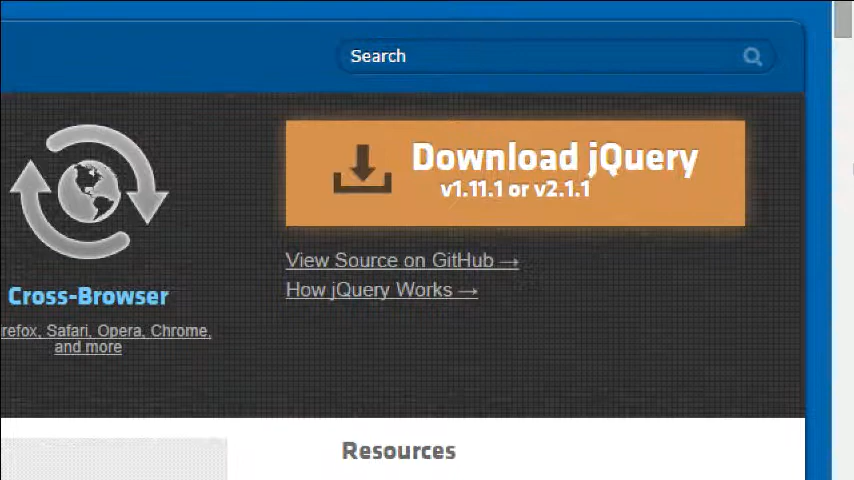 Search
Download jQuery
v1.11.1 or v2.1.1
View Source on GitHub →
How jQuery Works →
Cross-Browser
refox, Safari, Opera, Chrome,
and more
Resources